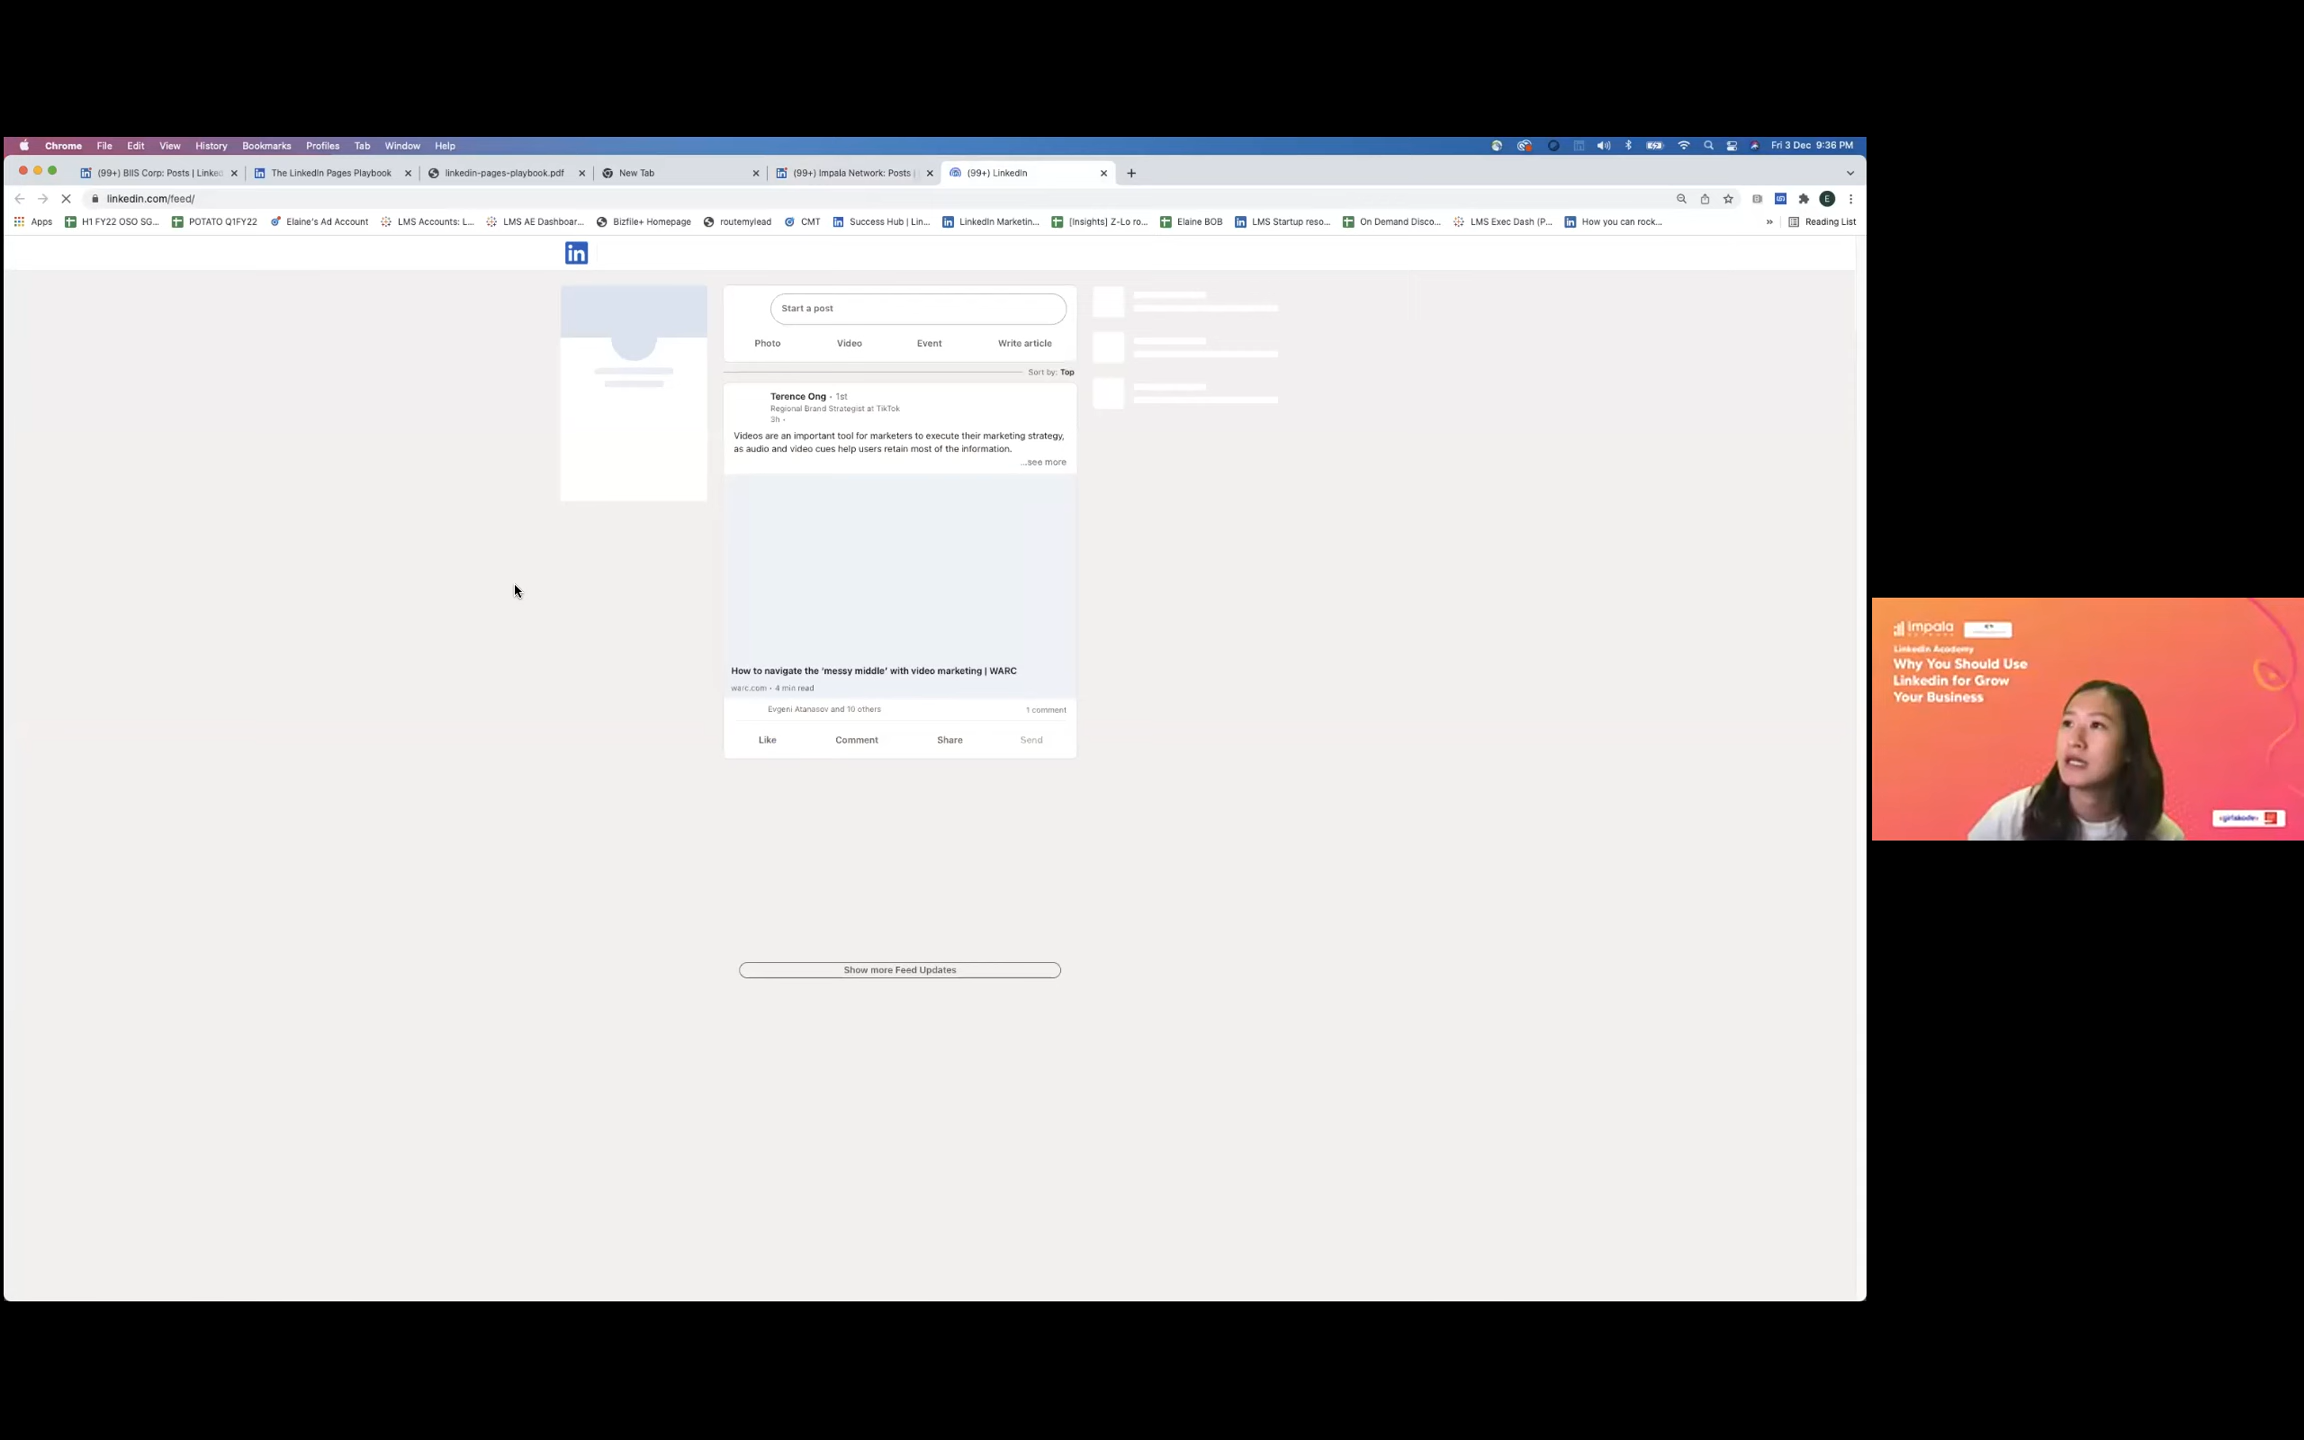 Chrome File Edit View History Bookmarks Profiles Tab Window Help Fri 3 Dec 9:36 PM
(99+) BIIS Corp: Posts | Linked The LinkedIn Pages Playbook linkedin-pages-playbook.pdf New Tab (99+) Impala Network: Posts | (99+) LinkedIn
linkedin.com/feed/ E
Apps H1 FY22 OSO SG... POTATO Q1FY22 Elaine's Ad Account LMS Accounts: L... LMS AE Dashboar... Bizfile+ Homepage routemylead CMT Success Hub | Lin... LinkedIn Marketin... [Insights] Z-Lo ro... Elaine BOB LMS Startup reso... On Demand Disco... LMS Exec Dash (P... How you can rock... » Reading List
in
Start a post
Photo Video Event Write article
Sort by: Top
Terence Ong • 1st
Regional Brand Strategist at TikTok
3h •
Videos are an important tool for marketers to execute their marketing strategy,
as audio and video cues help users retain most of the information.
...see more
How to navigate the 'messy middle' with video marketing | WARC
warc.com • 4 min read
Evgeni Atanasov and 10 others 1 comment
Like Comment Share Send
Show more Feed Updates
impala
LinkedIn Academy
Why You Should Use
Linkedin for Grow
Your Business